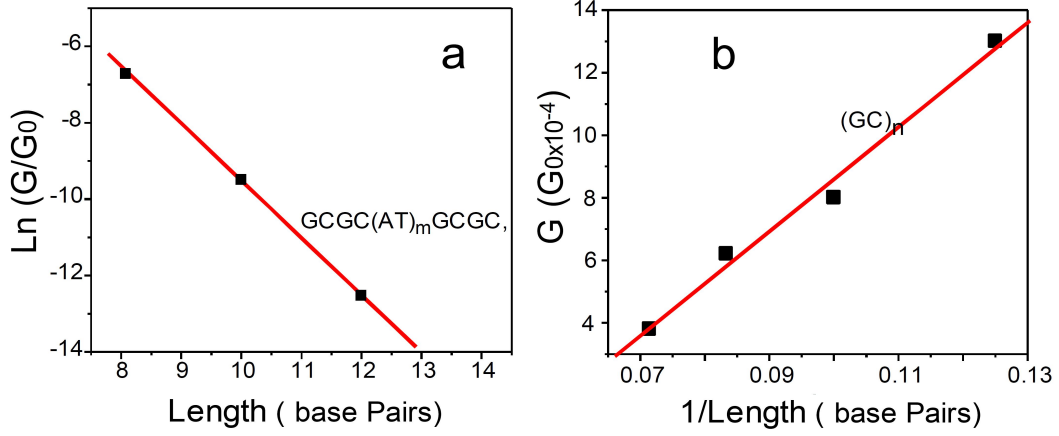 a
-6
-8
-10
-12
-14
Ln (G/G0)
GCGC(AT)mGCGC,
8 9 10 11 12 13 14
Length ( base Pairs)
b
14
12
10
8
6
4
G (G0x10-4)
(GC)n
0.07 0.09 0.11 0.13
1/Length ( base Pairs)